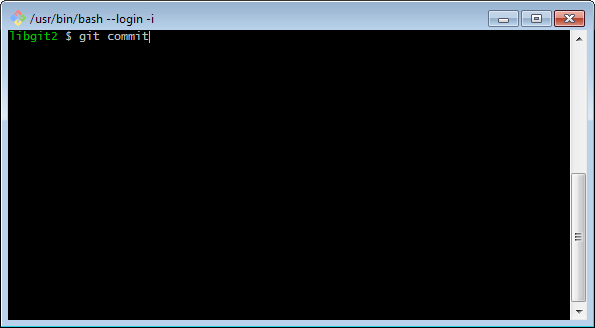 /usr/bin/bash --login -i
libgit2 $ git commit